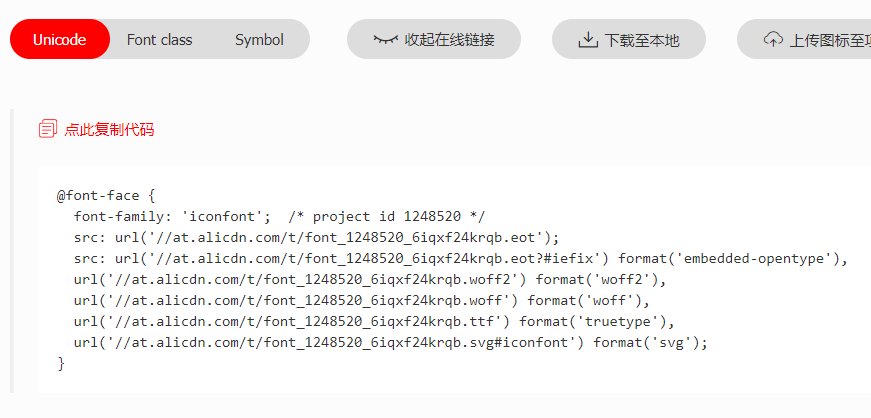 Unicode Font class Symbol 收起在线链接 下载至本地 上传图标至
点此复制代码
@font-face {
  font-family: 'iconfont';  /* project id 1248520 */
  src: url('//at.alicdn.com/t/font_1248520_6iqxf24krqb.eot');
  src: url('//at.alicdn.com/t/font_1248520_6iqxf24krqb.eot?#iefix') format('embedded-opentype'),
  url('//at.alicdn.com/t/font_1248520_6iqxf24krqb.woff2') format('woff2'),
  url('//at.alicdn.com/t/font_1248520_6iqxf24krqb.woff') format('woff'),
  url('//at.alicdn.com/t/font_1248520_6iqxf24krqb.ttf') format('truetype'),
  url('//at.alicdn.com/t/font_1248520_6iqxf24krqb.svg#iconfont') format('svg');
}